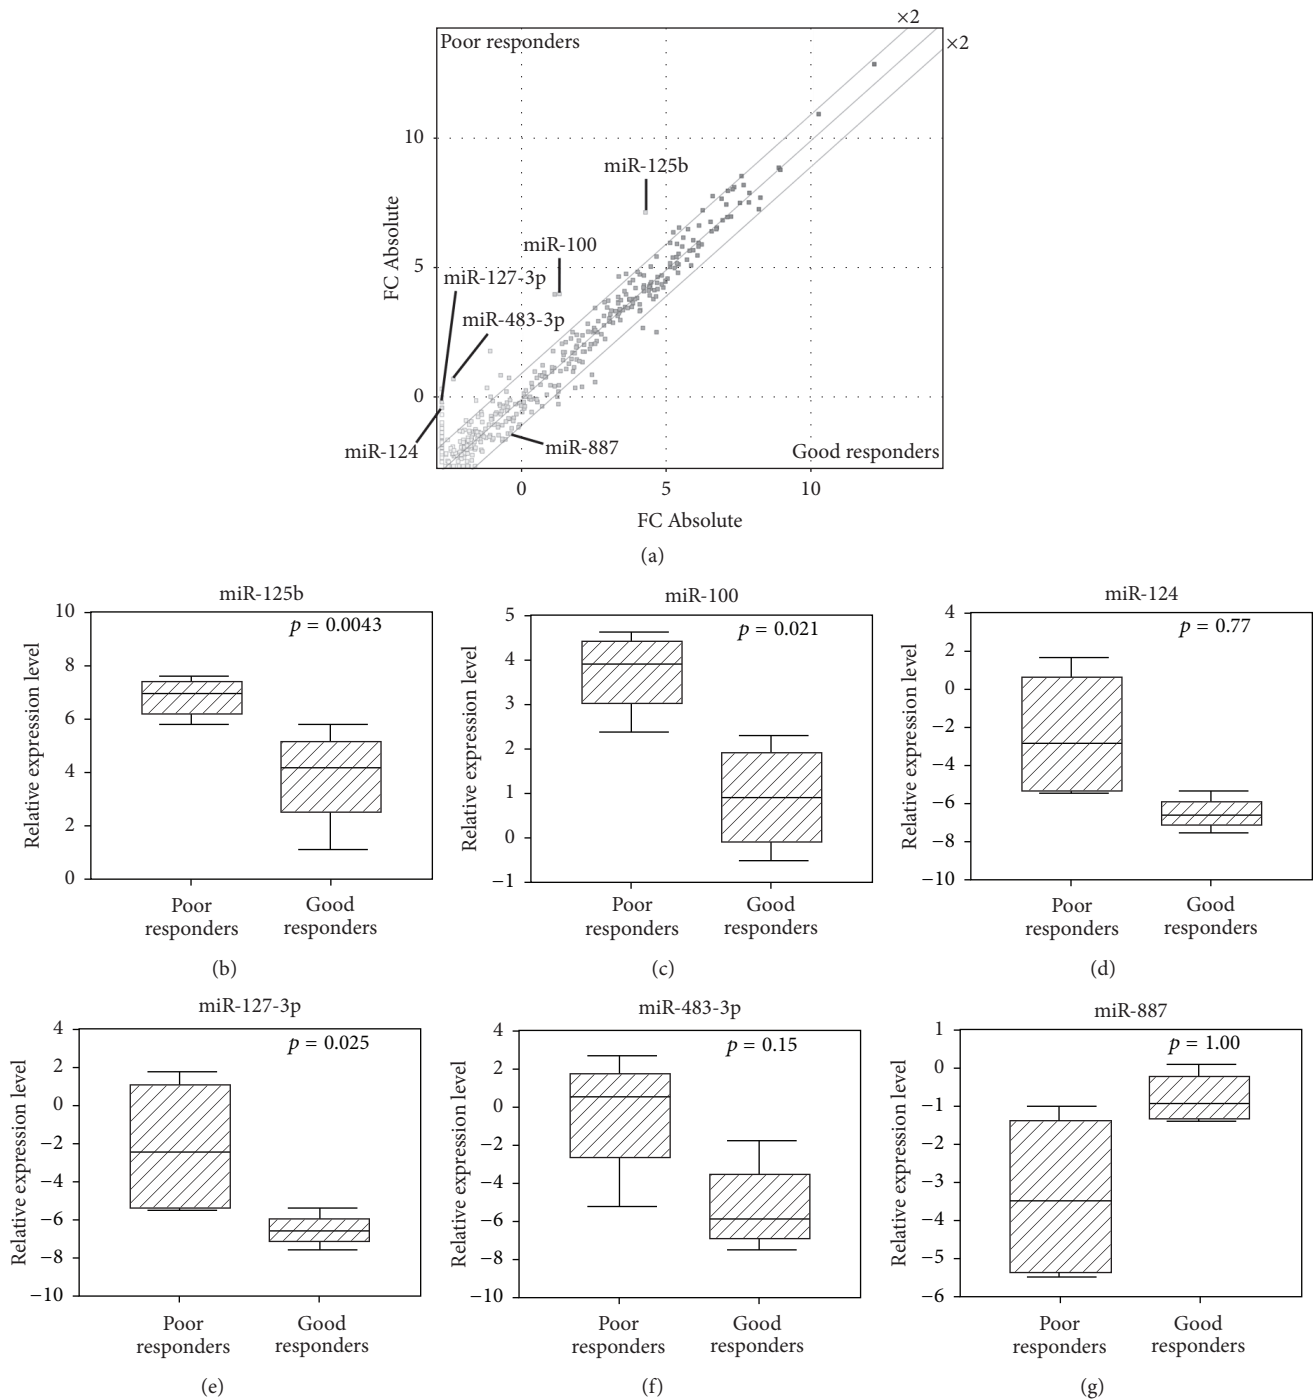 ×2
Poor responders
×2
10
miR-125b
FC Absolute
miR-100
5
miR-127-3p
miR-483-3p
0
miR-124
miR-887
Good responders
0
5
10
FC Absolute
(a)
miR-125b
p = 0.0043
Relative expression level
10
8
6
4
2
0
Poor
responders
Good
responders
(b)
miR-100
p = 0.021
Relative expression level
5
4
3
2
1
0
−1
Poor
responders
Good
responders
(c)
miR-124
p = 0.77
Relative expression level
4
2
0
−2
−4
−6
−8
−10
Poor
responders
Good
responders
(d)
miR-127-3p
p = 0.025
Relative expression level
4
2
0
−2
−4
−6
−8
−10
Poor
responders
Good
responders
(e)
miR-483-3p
p = 0.15
Relative expression level
4
2
0
−2
−4
−6
−8
−10
Poor
responders
Good
responders
(f)
miR-887
p = 1.00
Relative expression level
1
0
−1
−2
−3
−4
−5
−6
Poor
responders
Good
responders
(g)